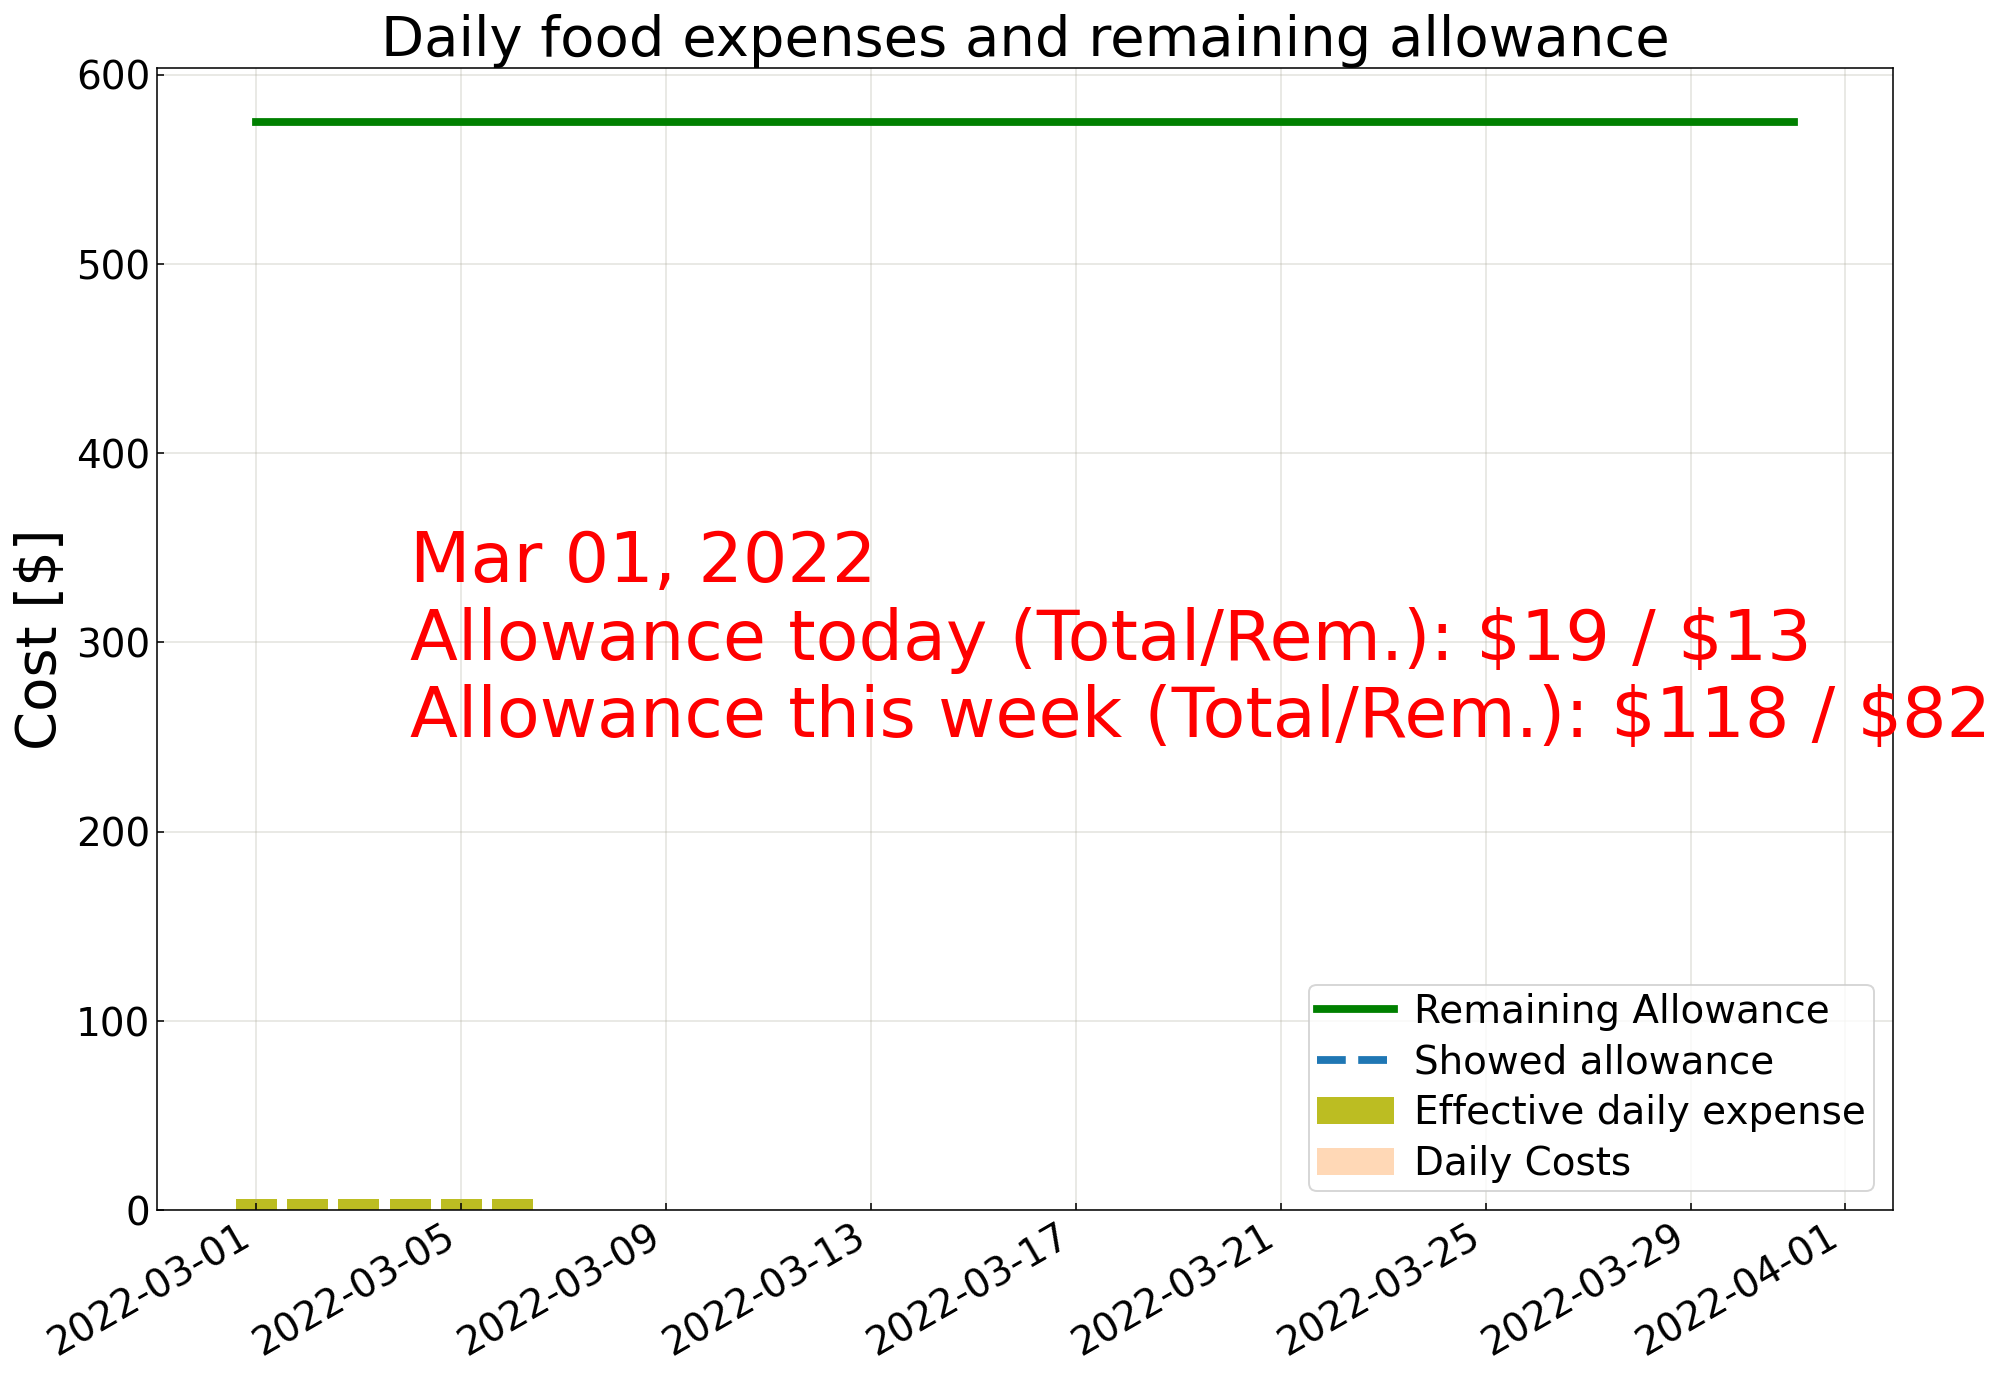 Daily food expenses and remaining allowance
600
500
400
300
200
100
0
Cost [$]
Mar 01, 2022
Allowance today (Total/Rem.): $19 / $13
Allowance this week (Total/Rem.): $118 / $82
Remaining Allowance
Showed allowance
Effective daily expense
Daily Costs
2022-03-01
2022-03-05
2022-03-09
2022-03-13
2022-03-17
2022-03-21
2022-03-25
2022-03-29
2022-04-01